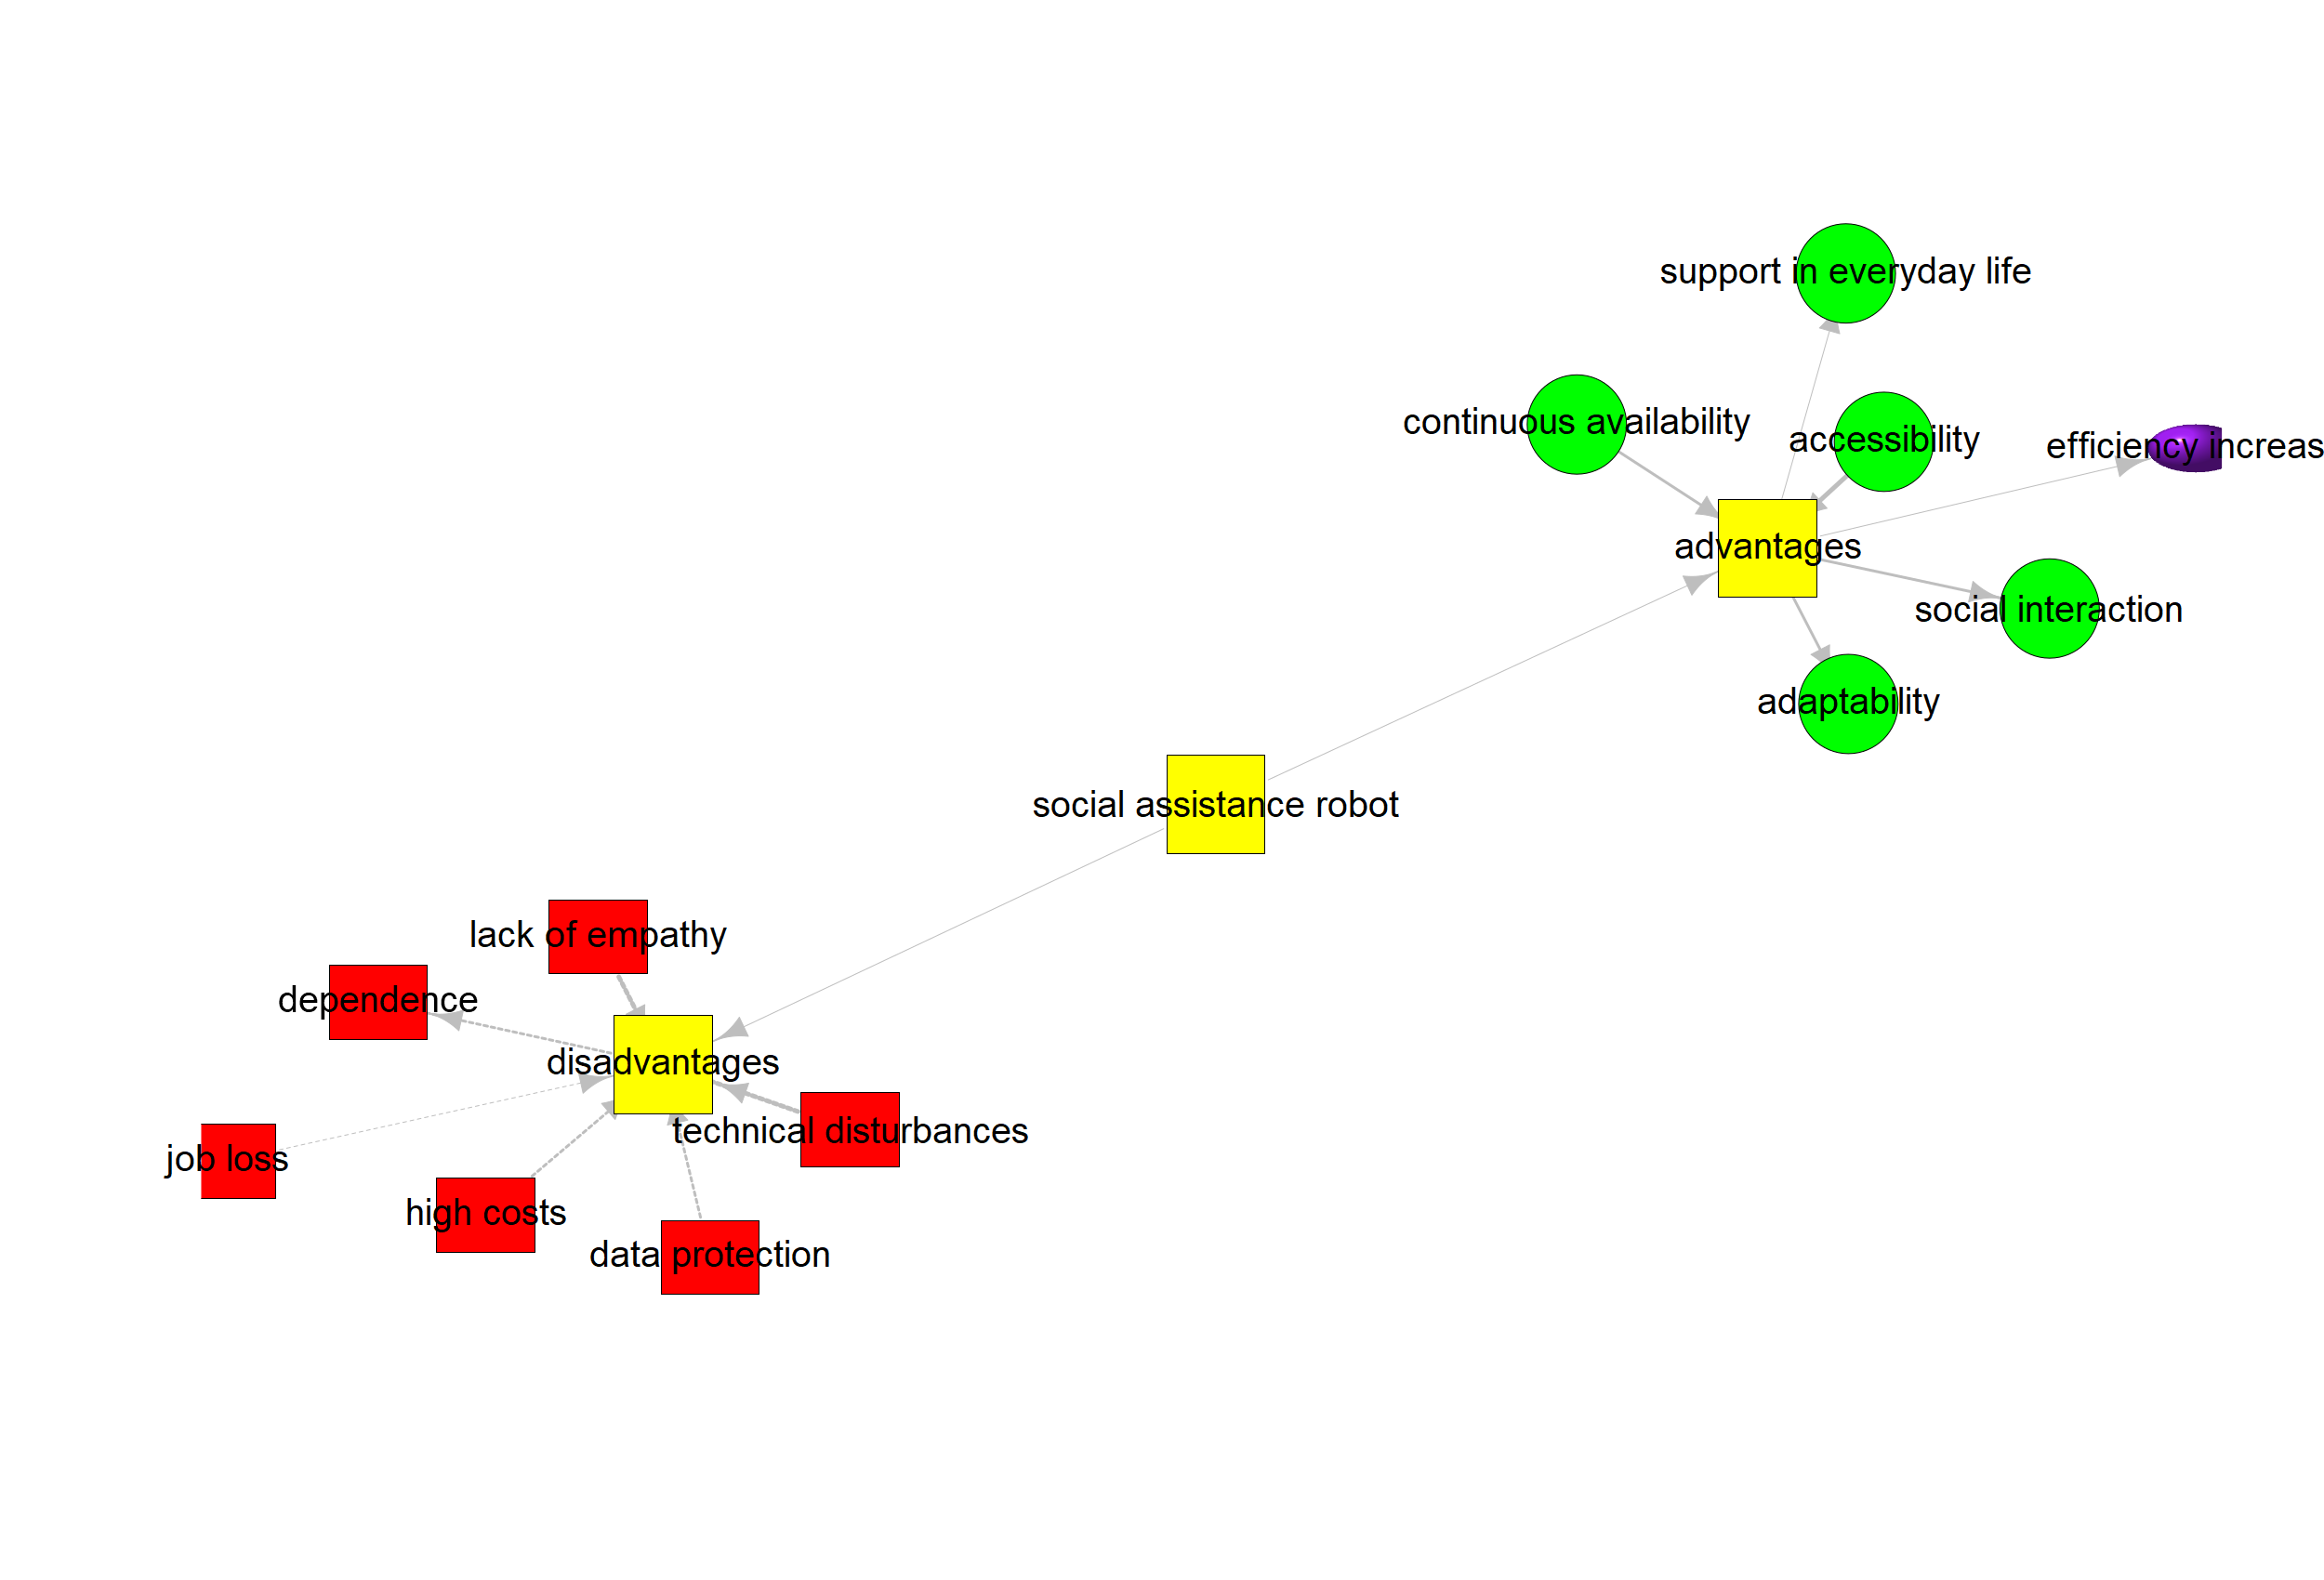 support in everyday life
continuous availability
accessibility
efficiency increas
advantages
social interaction
adaptability
social assistance robot
lack of empathy
dependence
disadvantages
technical disturbances
job loss
high costs
data protection